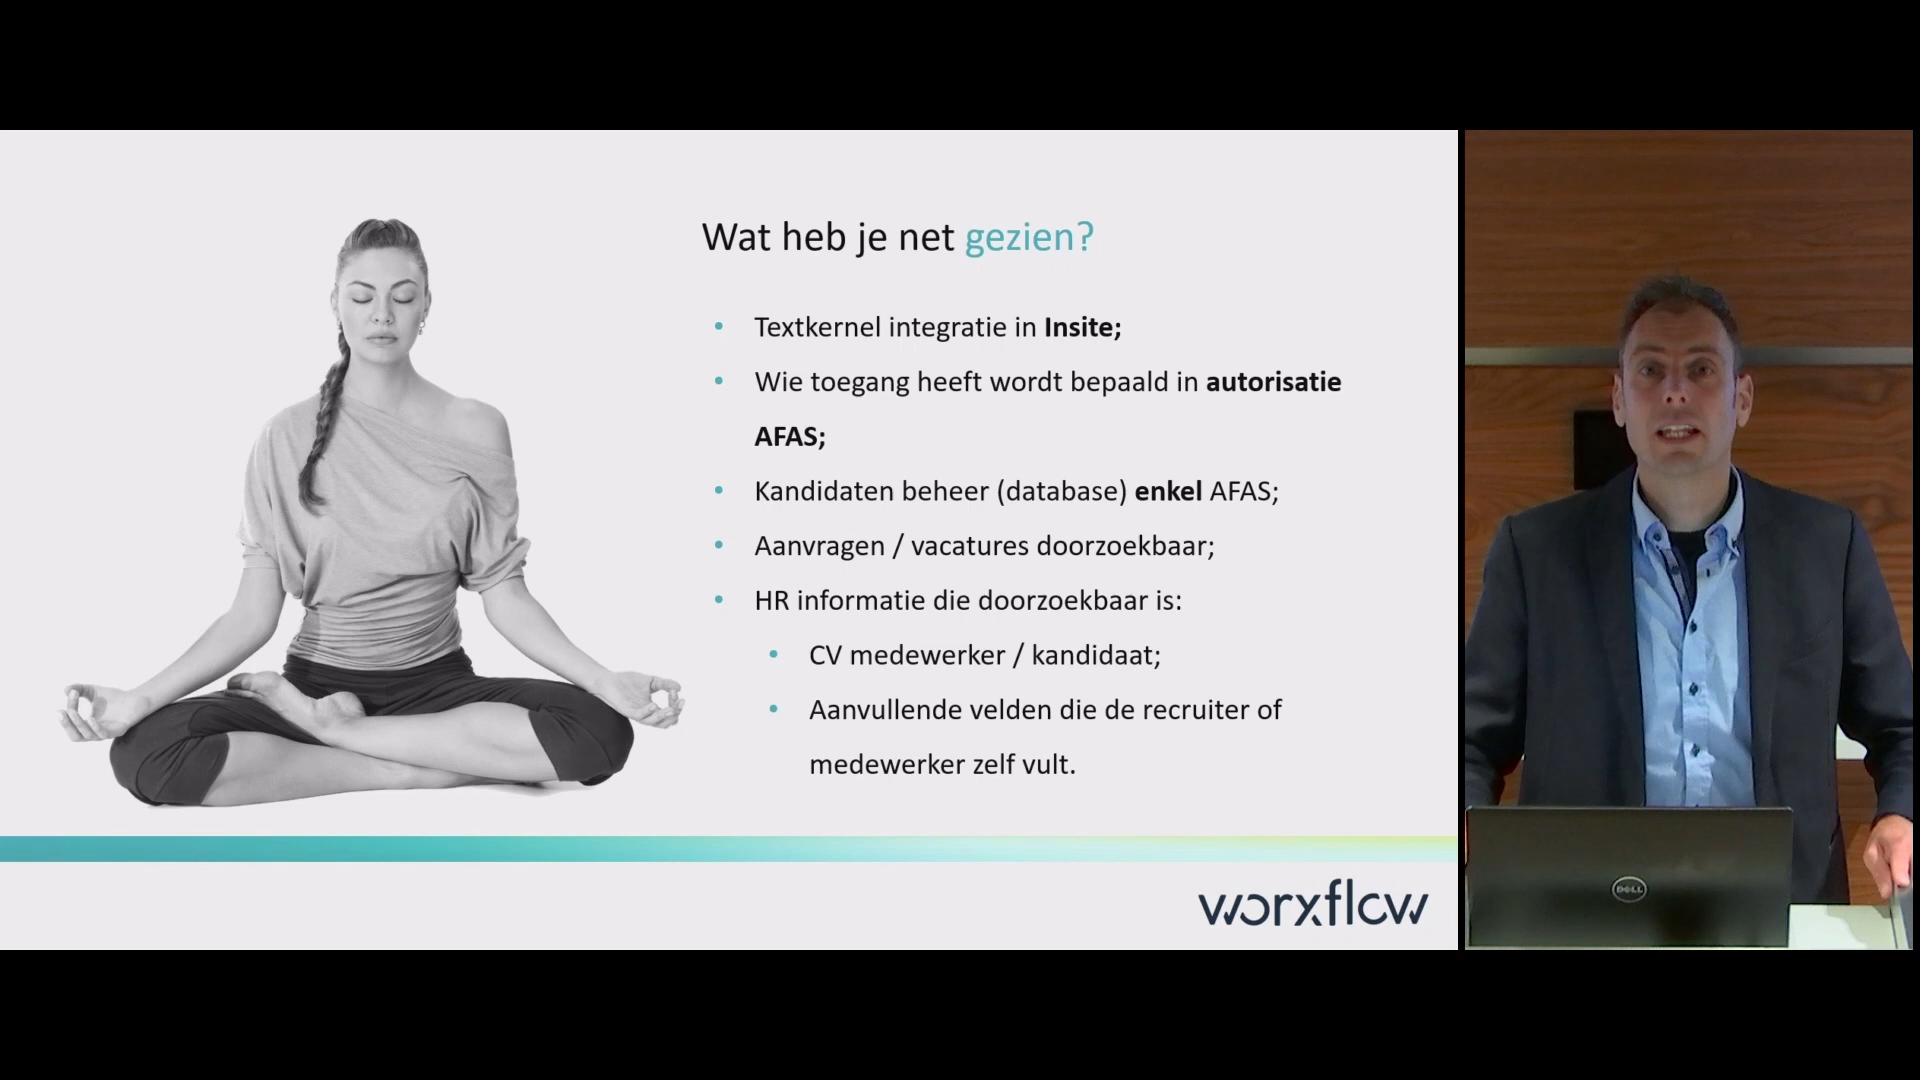 Wat heb je net gezien?
• Textkernel integratie in Insite;
• Wie toegang heeft wordt bepaald in autorisatie
AFAS;
• Kandidaten beheer (database) enkel AFAS;
• Aanvragen / vacatures doorzoekbaar;
• HR informatie die doorzoekbaar is:
• CV medewerker / kandidaat;
• Aanvullende velden die de recruiter of
medewerker zelf vult.
worxflow
DELL